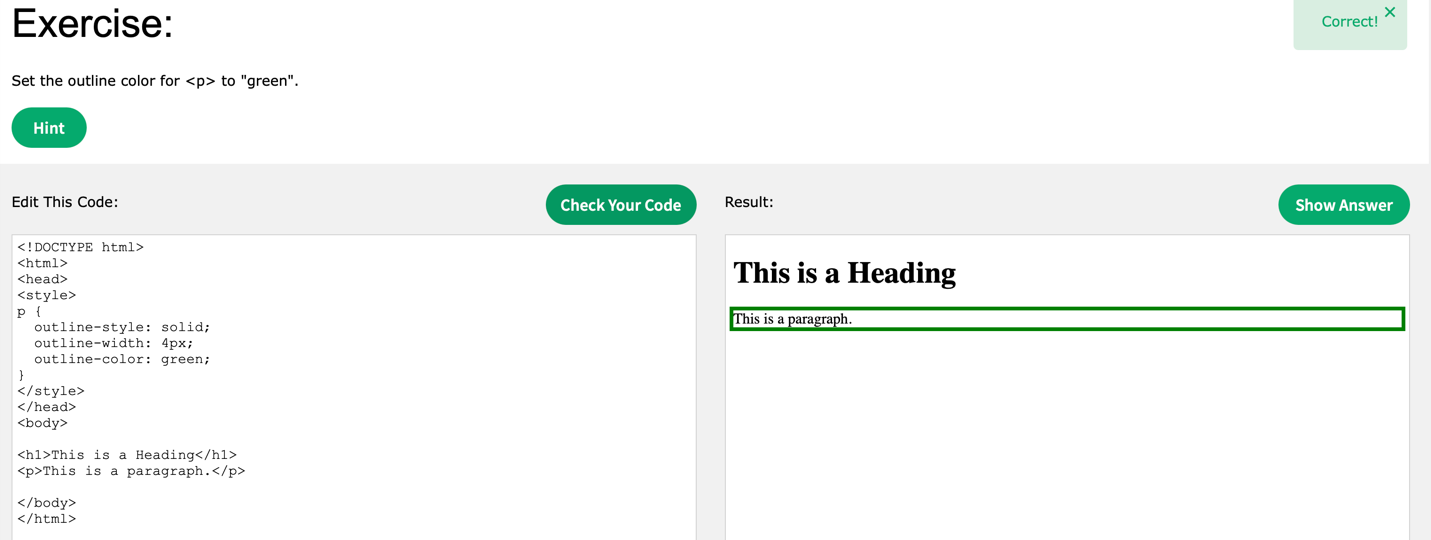 Exercise:
Correct! ×
Set the outline color for <p> to "green".
Hint
Edit This Code:
Check Your Code
Result:
Show Answer
<!DOCTYPE html>
<html>
<head>
<style>
p {
  outline-style: solid;
  outline-width: 4px;
  outline-color: green;
}
</style>
</head>
<body>

<h1>This is a Heading</h1>
<p>This is a paragraph.</p>

</body>
</html>
This is a Heading
This is a paragraph.